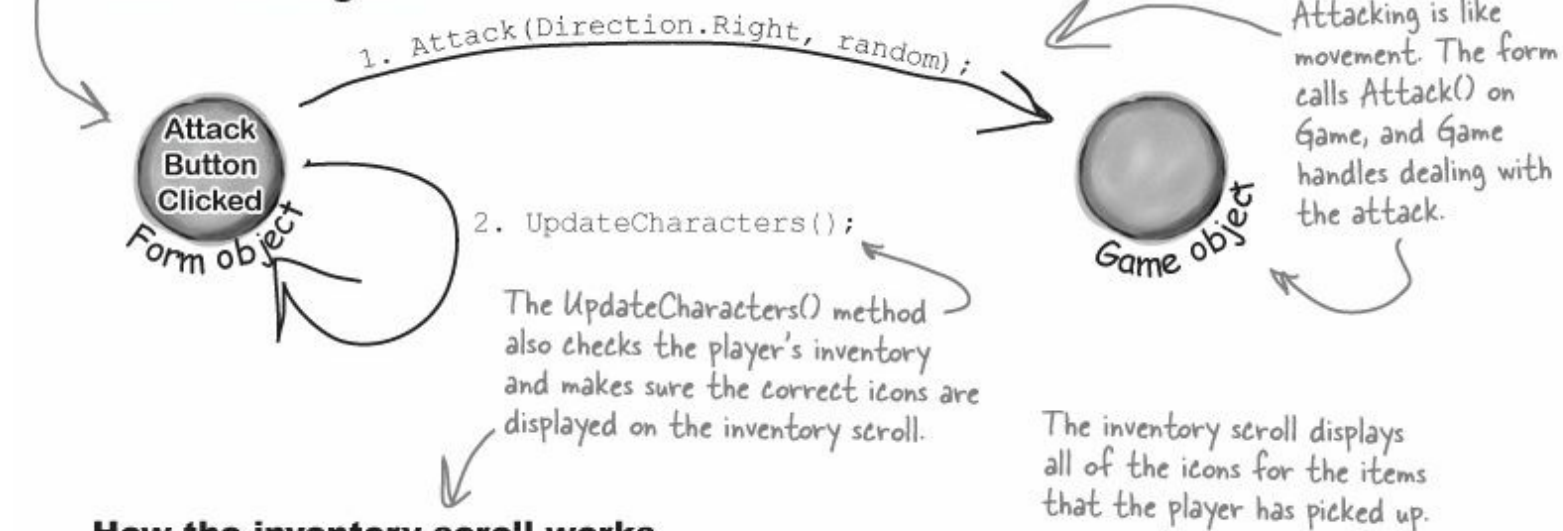 1. Attack(Direction.Right, random);
Attacking is like
movement. The form
calls Attack() on
Game, and Game
handles dealing with
the attack.
Attack
Button
Clicked
Form object
Game object
2. UpdateCharacters();
The UpdateCharacters() method
also checks the player's inventory
and makes sure the correct icons are
displayed on the inventory scroll.
The inventory scroll displays
all of the icons for the items
that the player has picked up.
How the inventory scroll works